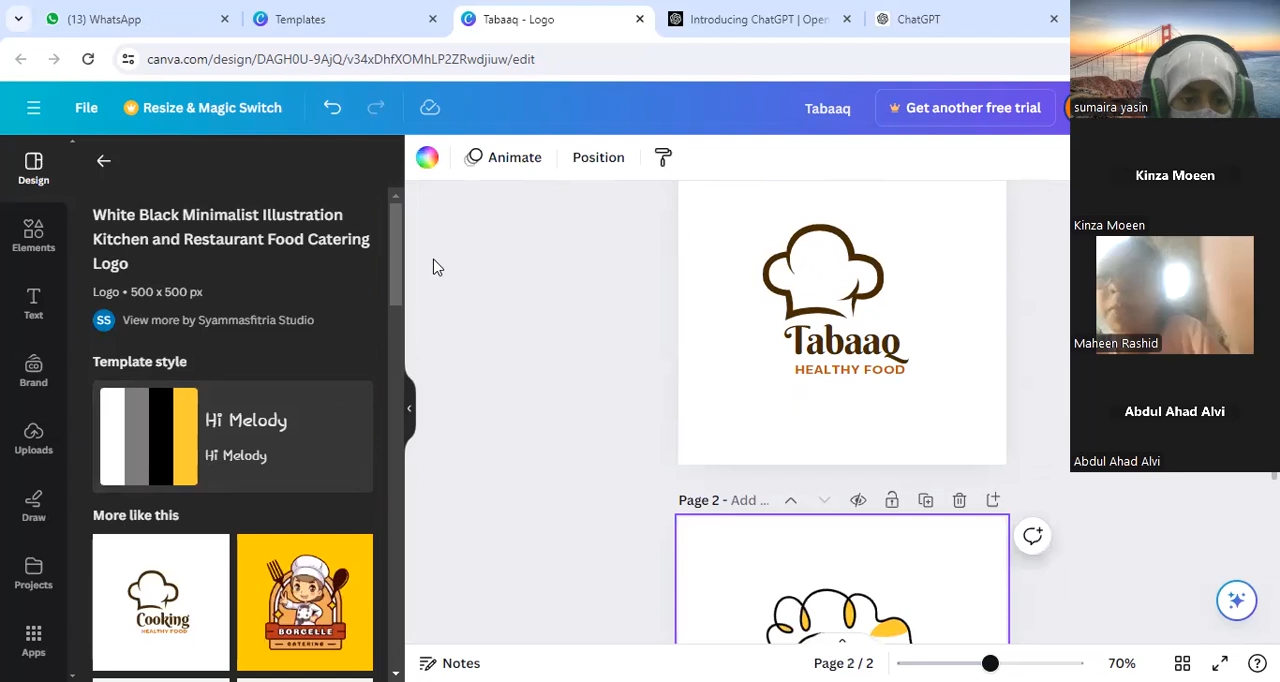 (13) WhatsApp
Templates
Tabaaq - Logo
Introducing ChatGPT | Open
ChatGPT
canva.com/design/DAGH0U-9AjQ/v34xDhfXOMhLP2ZRwdjiuw/edit
File
Resize & Magic Switch
Tabaaq
Get another free trial
sumaira yasin
Design
Elements
Text
Brand
Uploads
Draw
Projects
Apps
White Black Minimalist Illustration
Kitchen and Restaurant Food Catering
Logo
Logo • 500 x 500 px
SS
View more by Syammasfitria Studio
Template style
Hi Melody
Hi Melody
More like this
Cooking
HEALTHY FOOD
BORCELLE
CATERING
Animate
Position
Tabaaq
HEALTHY FOOD
Page 2 - Add ...
Notes
Page 2 / 2
70%
Kinza Moeen
Kinza Moeen
Maheen Rashid
Abdul Ahad Alvi
Abdul Ahad Alvi